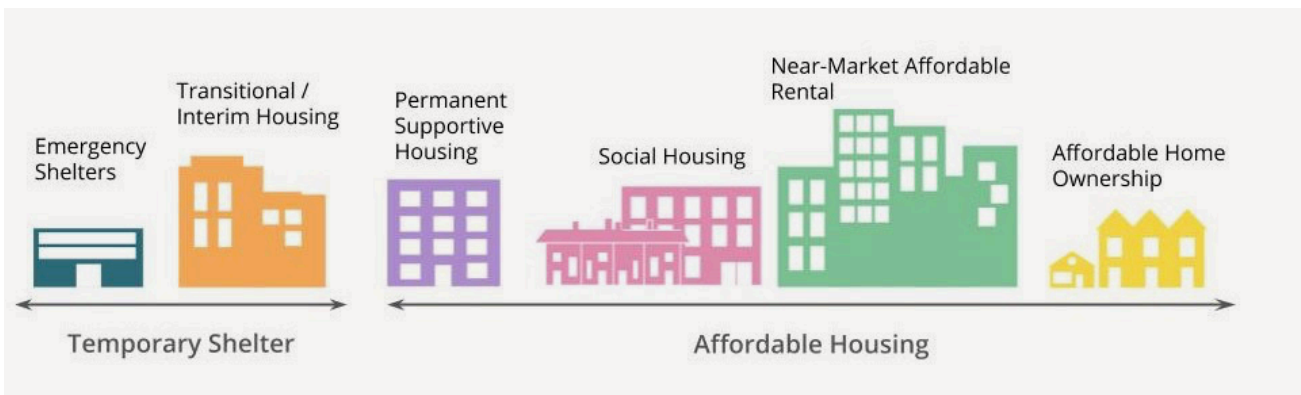 Emergency
Shelters
Transitional /
Interim Housing
Permanent
Supportive
Housing
Social Housing
Near-Market Affordable
Rental
Affordable Home
Ownership
Temporary Shelter
Affordable Housing